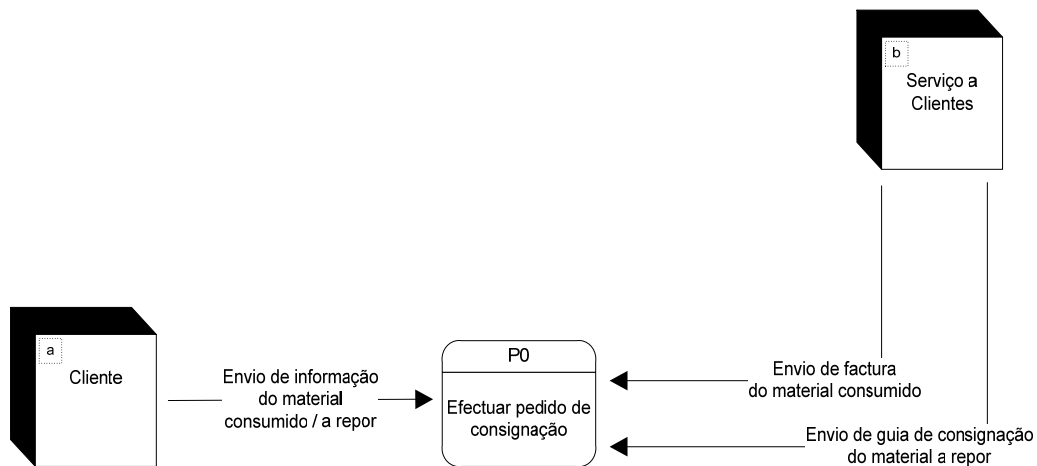 b
Serviço a
Clientes
a
Cliente
Envio de informação
do material
consumido / a repor
P0
Efectuar pedido de
consignação
Envio de factura
do material consumido
Envio de guia de consignação
do material a repor